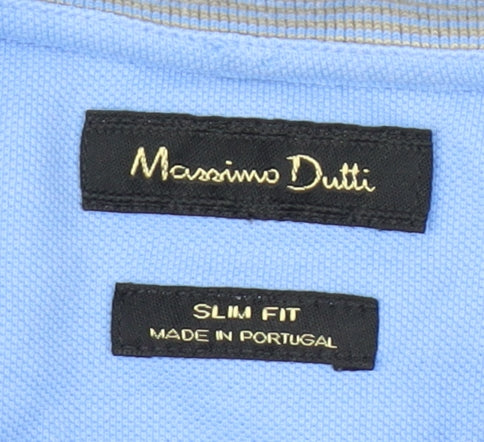 Massimo Dutti
SLIM FIT
MADE IN PORTUGAL